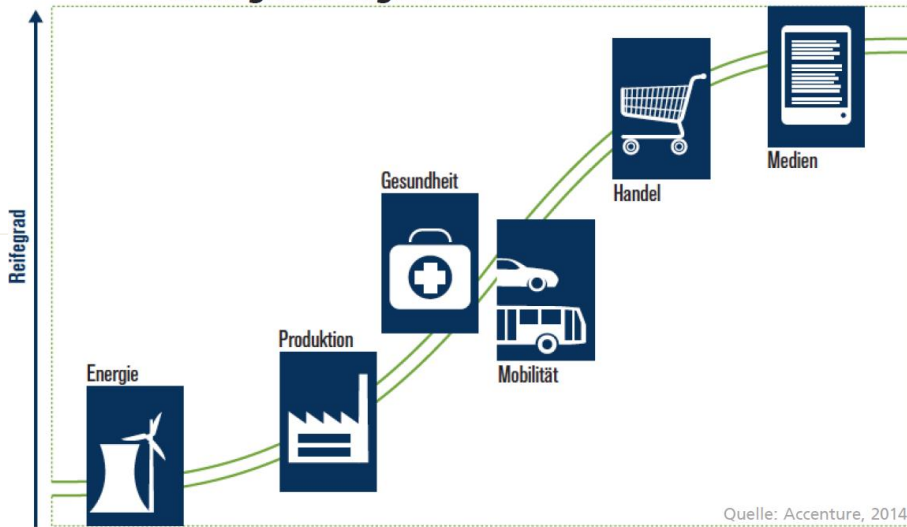 Medien
Handel
Gesundheit
Reifegrad
Produktion
Mobilität
Energie
Quelle: Accenture, 2014